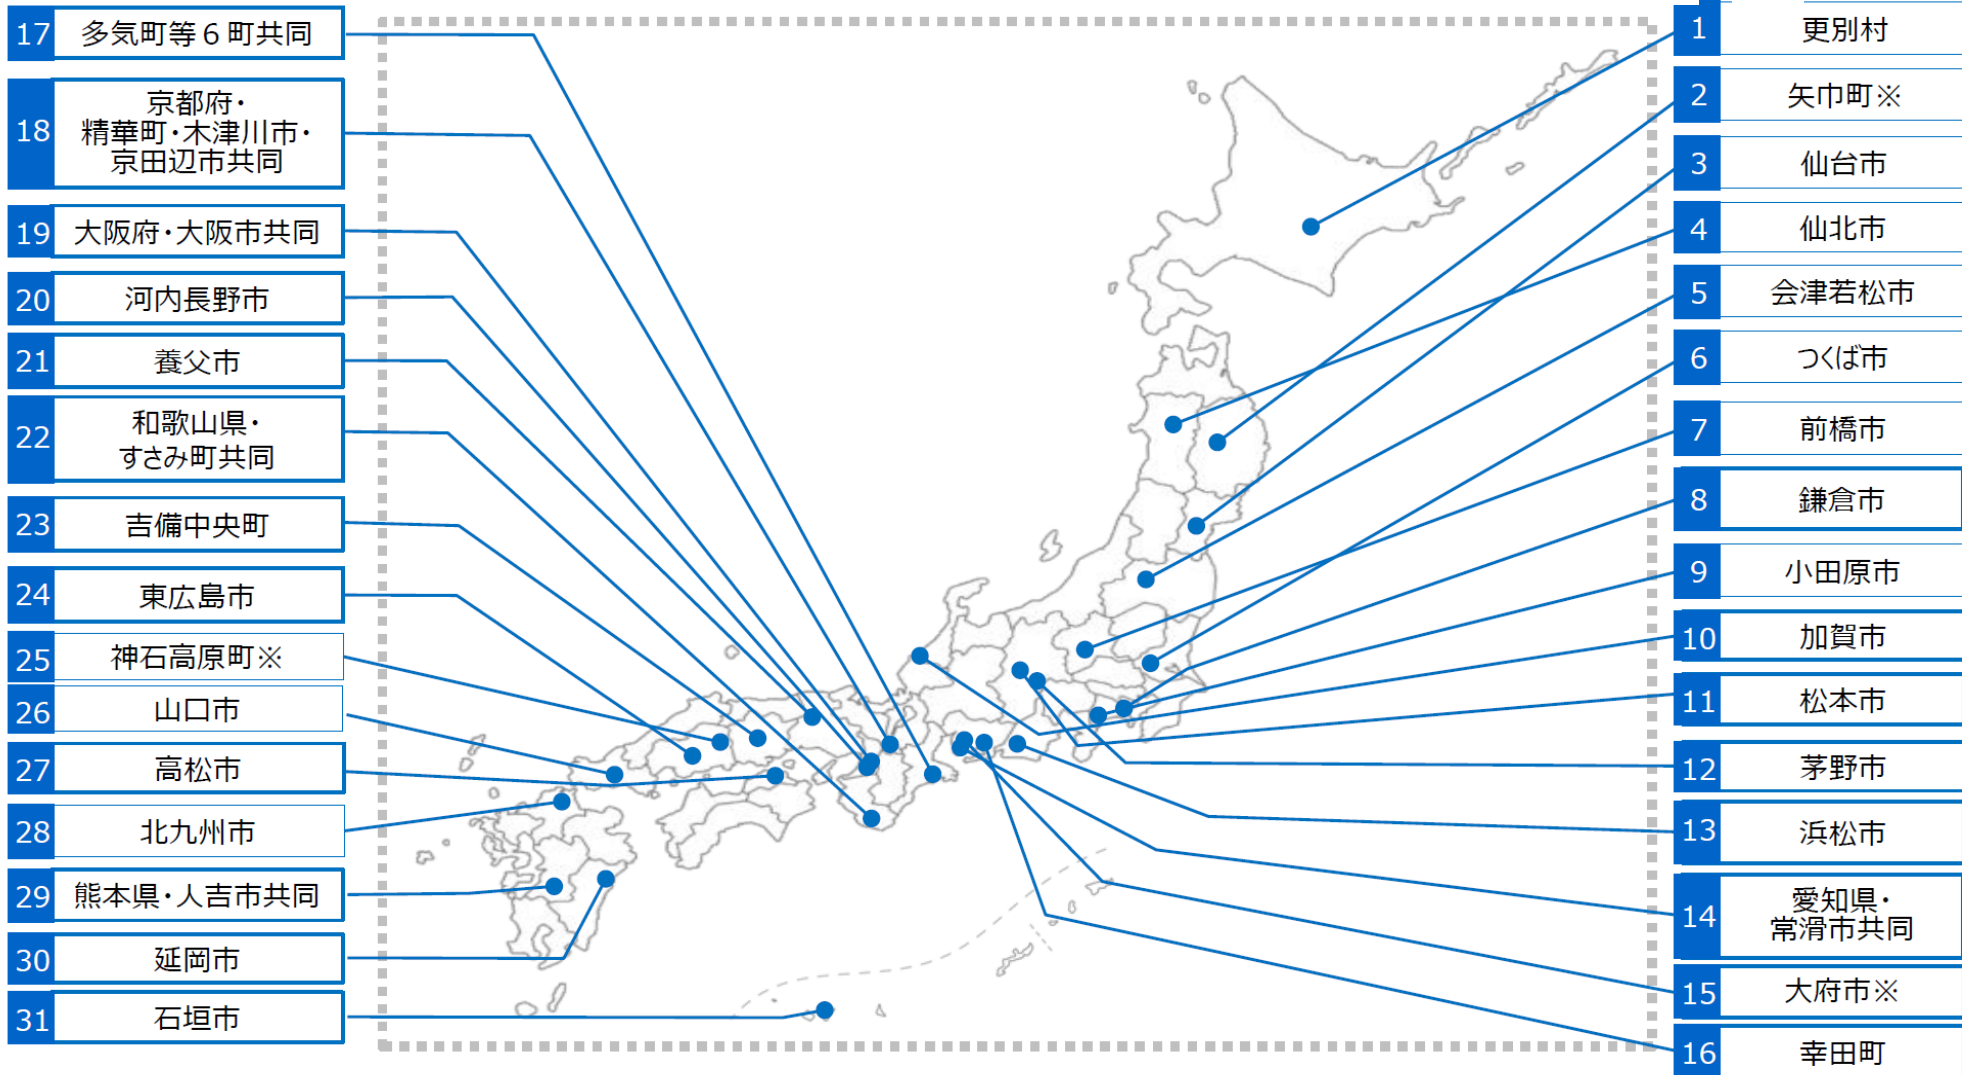 17 多気町等６町共同
18 京都府・
精華町・木津川市・
京田辺市共同
19 大阪府・大阪市共同
20 河内長野市
21 養父市
22 和歌山県・
すさみ町共同
23 吉備中央町
24 東広島市
25 神石高原町※
26 山口市
27 高松市
28 北九州市
29 熊本県・人吉市共同
30 延岡市
31 石垣市
1 更別村
2 矢巾町※
3 仙台市
4 仙北市
5 会津若松市
6 つくば市
7 前橋市
8 鎌倉市
9 小田原市
10 加賀市
11 松本市
12 茅野市
13 浜松市
14 愛知県・
常滑市共同
15 大府市※
16 幸田町